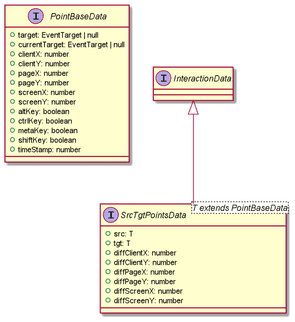 I PointBaseData
target: EventTarget | null
currentTarget: EventTarget | null
clientX: number
clientY: number
pageX: number
pageY: number
screenX: number
screenY: number
altKey: boolean
ctrlKey: boolean
metaKey: boolean
shiftKey: boolean
timeStamp: number
I InteractionData
T extends PointBaseData
I SrcTgtPointsData
src: T
tgt: T
diffClientX: number
diffClientY: number
diffPageX: number
diffPageY: number
diffScreenX: number
diffScreenY: number